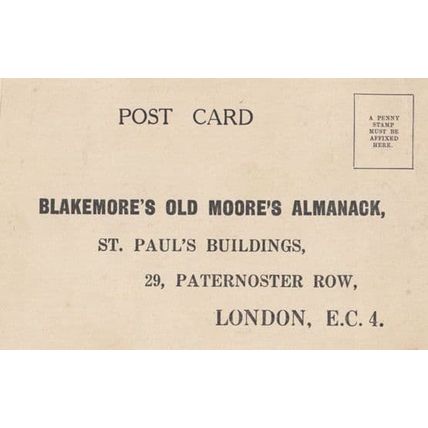 POST CARD
A PENNY
STAMP
MUST BE
AFFIXED
HERE.
BLAKEMORE'S OLD MOORE'S ALMANACK,
ST. PAUL'S BUILDINGS,
29, PATERNOSTER ROW,
LONDON, E.C. 4.